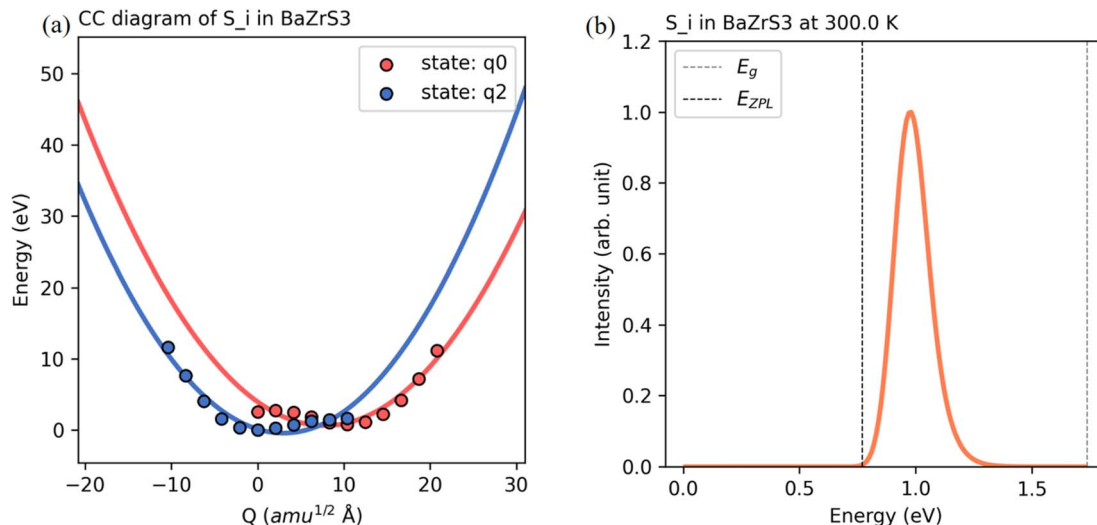 (a)
CC diagram of S_i in BaZrS3
state: q0
state: q2
50
40
30
20
10
0
Energy (eV)
−20
−10
0
10
20
30
Q (amu^{1/2} Å)
(b)
S_i in BaZrS3 at 300.0 K
E_g
E_{ZPL}
1.2
1.0
0.8
0.6
0.4
0.2
0.0
Intensity (arb. unit)
0.0
0.5
1.0
1.5
Energy (eV)